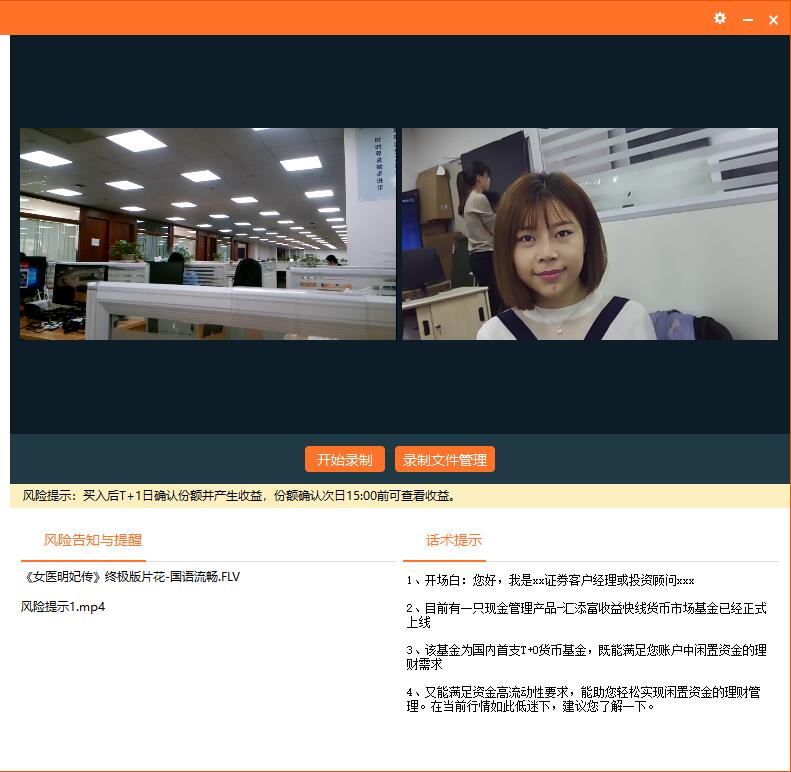 时时寻求效求进步
开始录制 录制文件管理
风险提示：买入后T+1日确认份额并产生收益，份额确认次日15:00前可查看收益。
风险告知与提醒
《女医明妃传》终极版片花-国语流畅.FLV
风险提示1.mp4
话术提示
1、开场白：您好，我是xx证券客户经理或投资顾问xxx
2、目前有一只现金管理产品-汇添富收益快线货币市场基金已经正式
上线
3、该基金为国内首支T+0货币基金，既能满足您账户中闲置资金的理
财需求
4、又能满足资金高流动性要求，能助您轻松实现闲置资金的理财管
理。在当前行情如此低迷下，建议您了解一下。